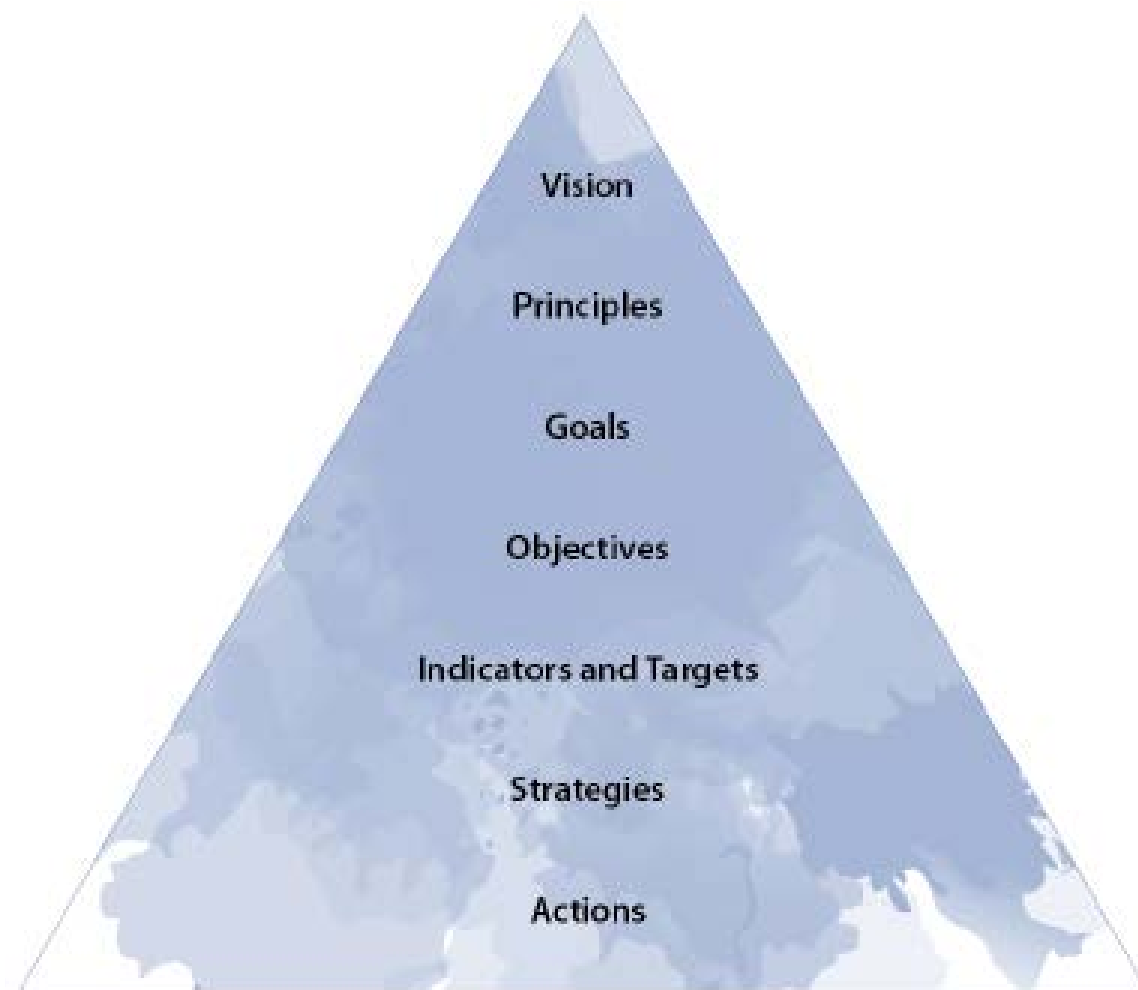 Vision
Principles
Goals
Objectives
Indicators and Targets
Strategies
Actions